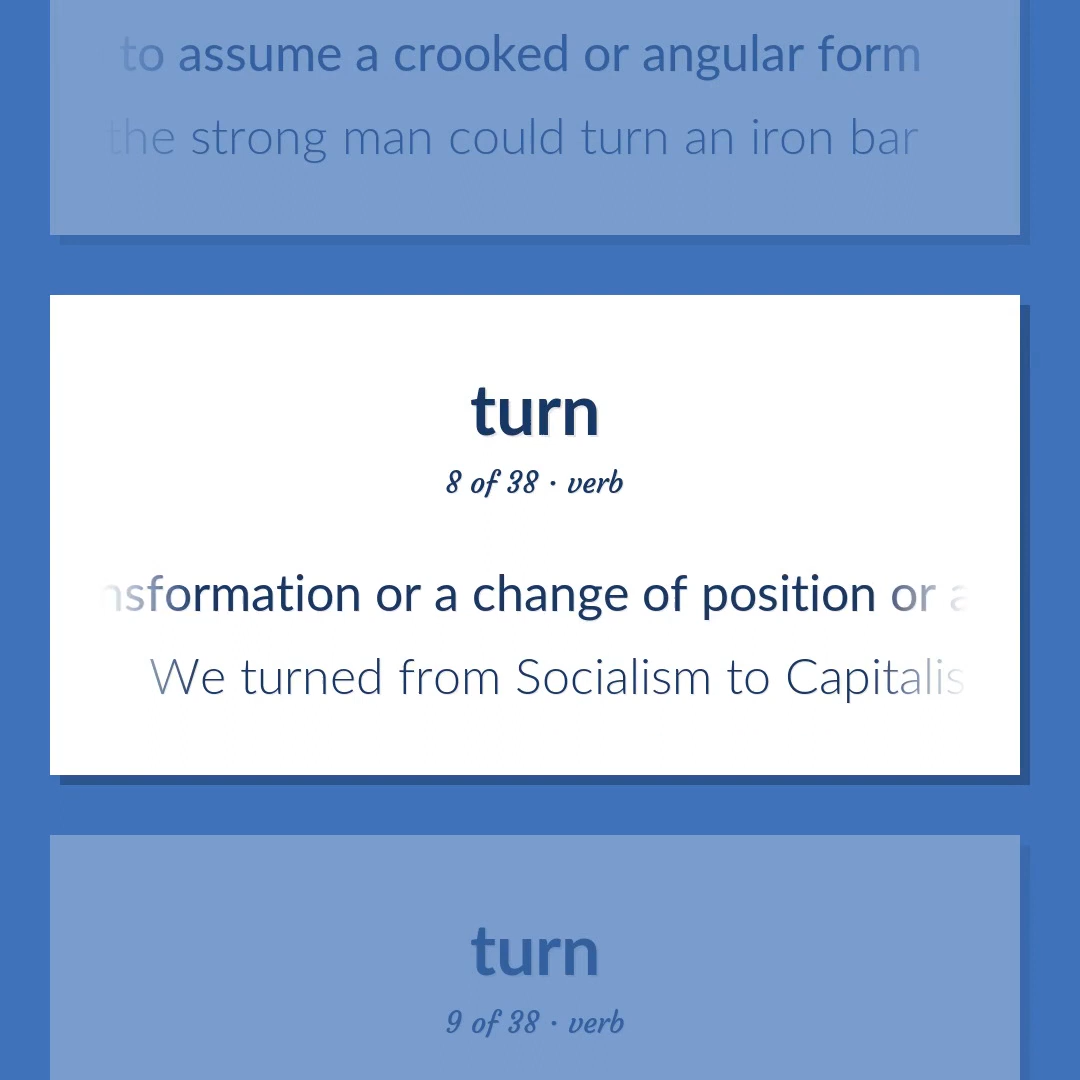 to assume a crooked or angular form
the strong man could turn an iron bar
turn
8 of 38 · verb
nsformation or a change of position or a
We turned from Socialism to Capitalis
turn
9 of 38 · verb